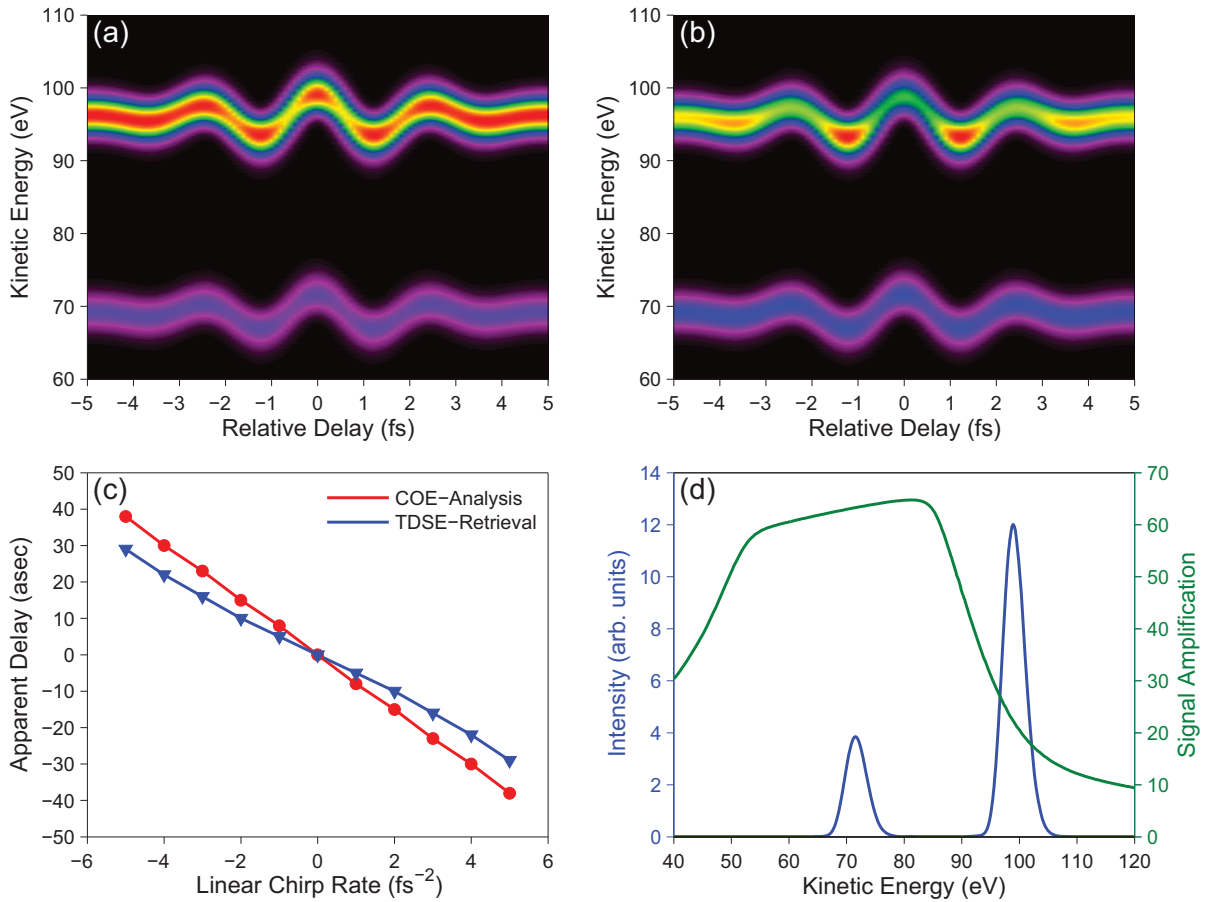 (a)
Kinetic Energy (eV)
110
100
90
80
70
60
−5 −4 −3 −2 −1 0 1 2 3 4 5
Relative Delay (fs)
(b)
Kinetic Energy (eV)
110
100
90
80
70
60
−5 −4 −3 −2 −1 0 1 2 3 4 5
Relative Delay (fs)
(c)
COE−Analysis
TDSE−Retrieval
Apparent Delay (asec)
50
40
30
20
10
0
−10
−20
−30
−40
−50
−6 −4 −2 0 2 4 6
Linear Chirp Rate (fs⁻²)
(d)
Intensity (arb. units)
14
12
10
8
6
4
2
0
Signal Amplification
70
60
50
40
30
20
10
0
40 50 60 70 80 90 100 110 120
Kinetic Energy (eV)